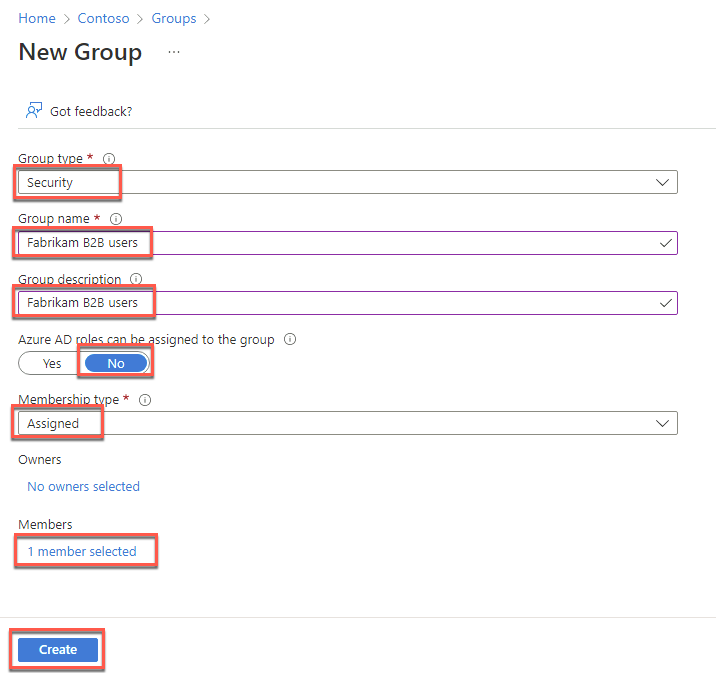 Home > Contoso > Groups >
New Group ...
Got feedback?
Group type *
Security
Group name *
Fabrikam B2B users
Group description
Fabrikam B2B users
Azure AD roles can be assigned to the group
Yes No
Membership type *
Assigned
Owners
No owners selected
Members
1 member selected
Create